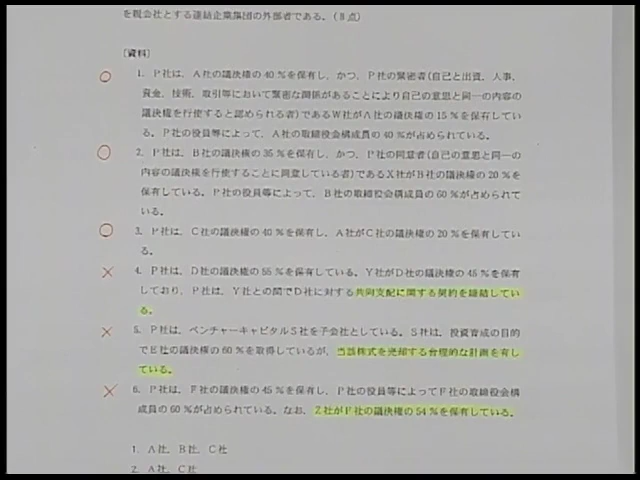 を親会社とする連結企業集団の外部者である。(8点)
〔資料〕
1. P社は、A社の議決権の40%を保有し、かつ、P社の緊密者(自己と出資、人事、
資金、技術、取引等において緊密な関係があることにより自己の意思と同一の内容の
議決権を行使すると認められる者)であるW社がA社の議決権の15%を保有してい
る。P社の役員等によって、A社の取締役会構成員の40%が占められている。
2. P社は、B社の議決権の35%を保有し、かつ、P社の同意者(自己の意思と同一の
内容の議決権を行使することに同意している者)であるX社がB社の議決権の20%を
保有している。P社の役員等によって、B社の取締役会構成員の60%が占められて
いる。
3. P社は、C社の議決権の40%を保有し、A社がC社の議決権の20%を保有してい
る。
4. P社は、D社の議決権の55%を保有している。Y社がD社の議決権の45%を保有
しており、P社は、Y社との間でD社に対する共同支配に関する契約を締結してい
る。
5. P社は、ベンチャーキャピタルS社を子会社としている。S社は、投資育成の目的
でE社の議決権の60%を取得しているが、当該株式を売却する合理的な計画を有し
ている。
6. P社は、F社の議決権の45%を保有し、P社の役員等によってF社の取締役会構
成員の60%が占められている。なお、Z社がF社の議決権の54%を保有している。
1. A社、B社、C社
2. A社、C社